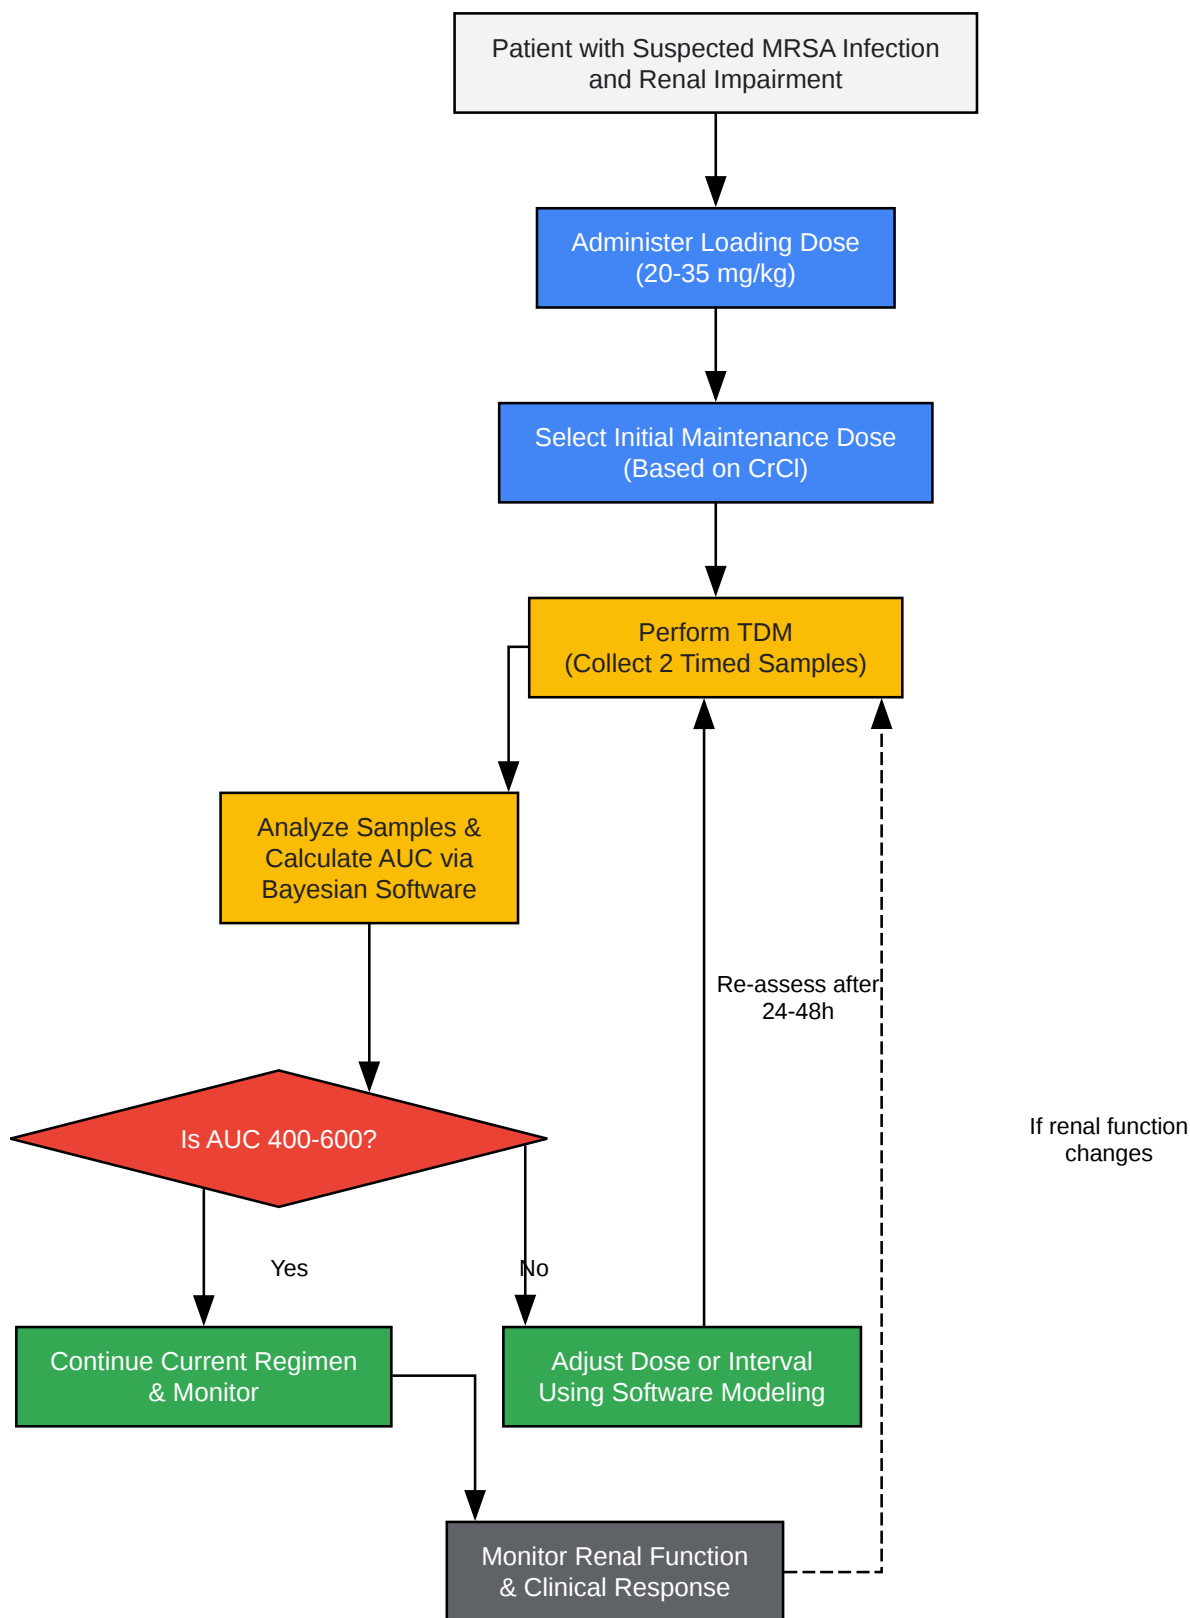 Patient with Suspected MRSA Infection
and Renal Impairment
Administer Loading Dose
(20-35 mg/kg)
Select Initial Maintenance Dose
(Based on CrCl)
Perform TDM
(Collect 2 Timed Samples)
Analyze Samples &
Calculate AUC via
Bayesian Software
Re-assess after
24-48h
Is AUC 400-600?
If renal function
changes
Yes
No
Continue Current Regimen
& Monitor
Adjust Dose or Interval
Using Software Modeling
Monitor Renal Function
& Clinical Response